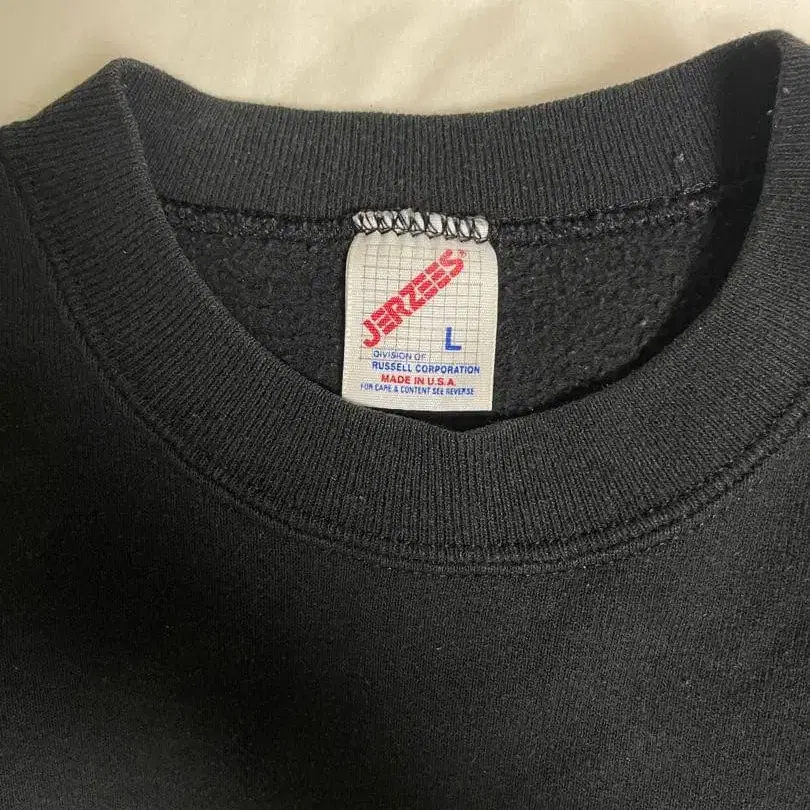 JERZEES®
L
DIVISION OF
RUSSELL CORPORATION
MADE IN U.S.A.
FOR CARE & CONTENT SEE REVERSE